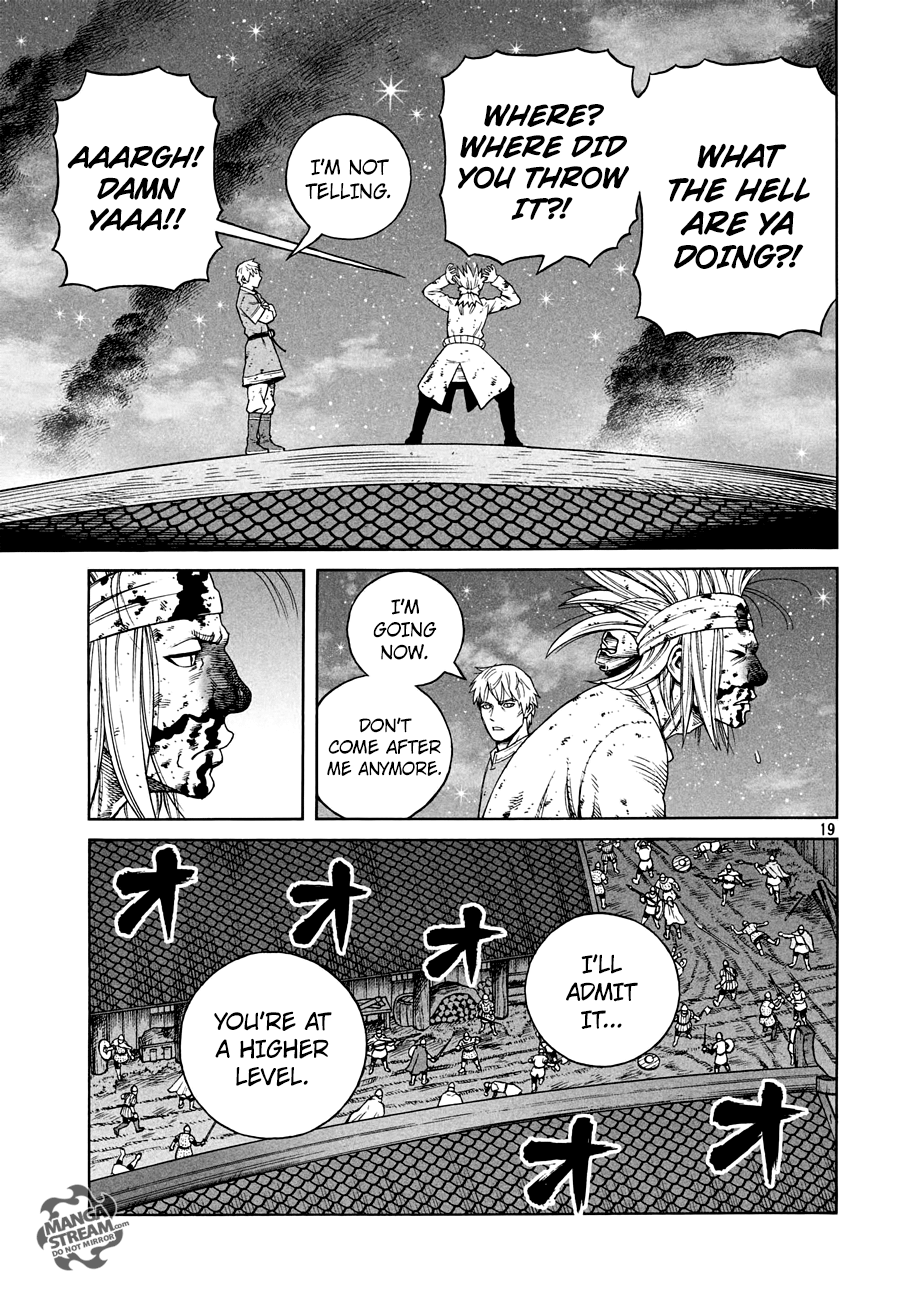 WHAT
THE HELL
ARE YA
DOING?!
WHERE?
WHERE DID
YOU THROW
IT?!
I'M NOT
TELLING.
AAARGH!
DAMN
YAAA!!
I'M
GOING
NOW.
DON'T
COME AFTER
ME ANYMORE.
19
I'LL
ADMIT
IT...
YOU'RE AT
A HIGHER
LEVEL.
オ
オ
オ
オ
オ
MANGA
STREAM.com
DO NOT MIRROR